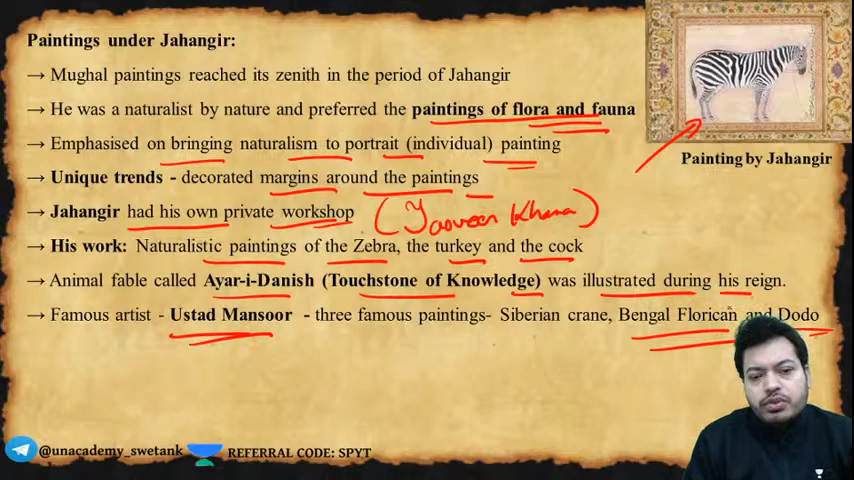 Paintings under Jahangir:
→ Mughal paintings reached its zenith in the period of Jahangir
→ He was a naturalist by nature and preferred the paintings of flora and fauna
→ Emphasised on bringing naturalism to portrait (individual) painting
Painting by Jahangir
→ Unique trends - decorated margins around the paintings
→ Jahangir had his own private workshop (Tasveer Khana)
→ His work: Naturalistic paintings of the Zebra, the turkey and the cock
→ Animal fable called Ayar-i-Danish (Touchstone of Knowledge) was illustrated during his reign.
→ Famous artist - Ustad Mansoor - three famous paintings- Siberian crane, Bengal Florican and Dodo
@unacademy_swetank REFERRAL CODE: SPYT